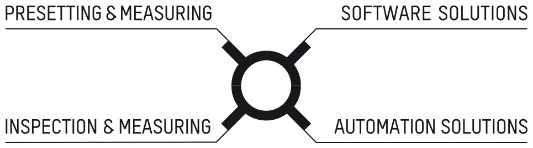 PRESETTING & MEASURING
SOFTWARE SOLUTIONS
INSPECTION & MEASURING
AUTOMATION SOLUTIONS